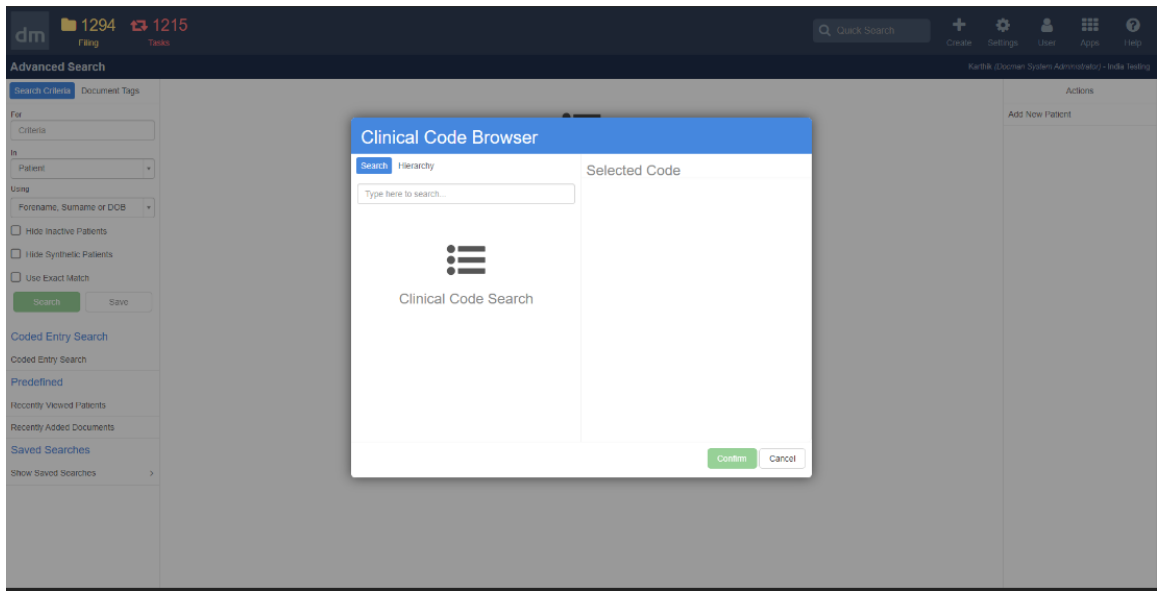 dm 1294 Filing 1215 Tasks
Quick Search
Create Settings User Apps Help
Advanced Search
Karthik (Docman System Administrator) - India Testing
Search Criteria Document Tags
For
Criteria
In
Patient
Using
Forename, Surname or DOB
Hide Inactive Patients
Hide Synthetic Patients
Use Exact Match
Search Save
Coded Entry Search
Coded Entry Search
Predefined
Recently Viewed Patients
Recently Added Documents
Saved Searches
Show Saved Searches
Clinical Code Browser
Search Hierarchy
Type here to search...
Clinical Code Search
Selected Code
Confirm Cancel
Actions
Add New Patient